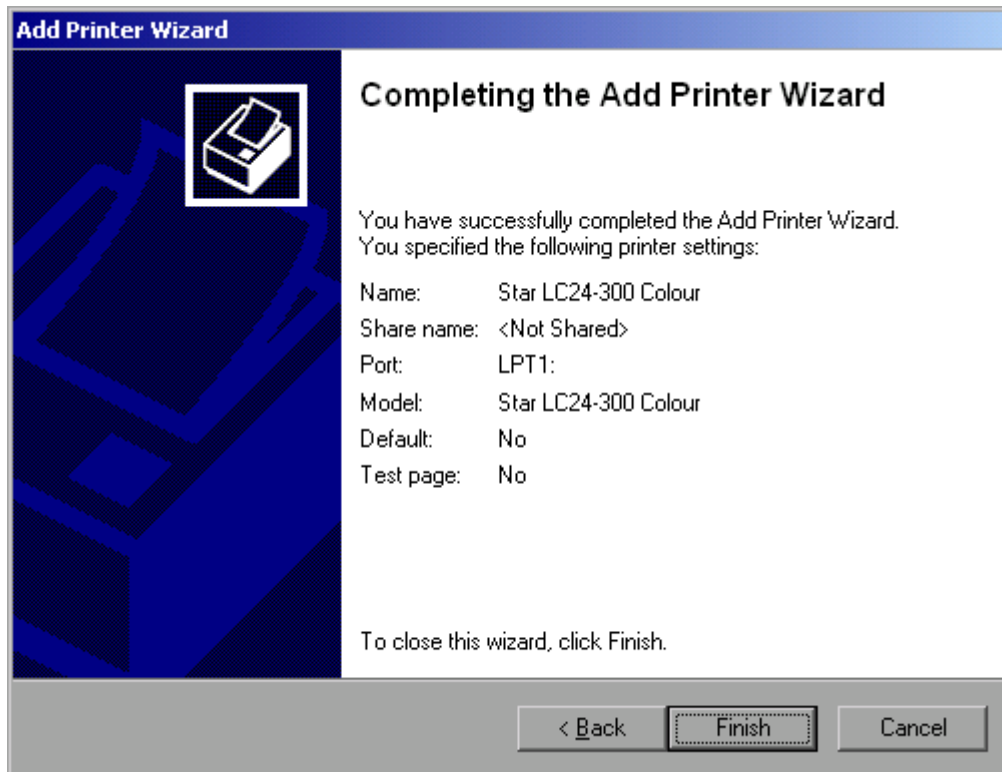 Add Printer Wizard
Completing the Add Printer Wizard
You have successfully completed the Add Printer Wizard.
You specified the following printer settings:
Name: Star LC24-300 Colour
Share name: <Not Shared>
Port: LPT1:
Model: Star LC24-300 Colour
Default: No
Test page: No
To close this wizard, click Finish.
< Back Finish Cancel